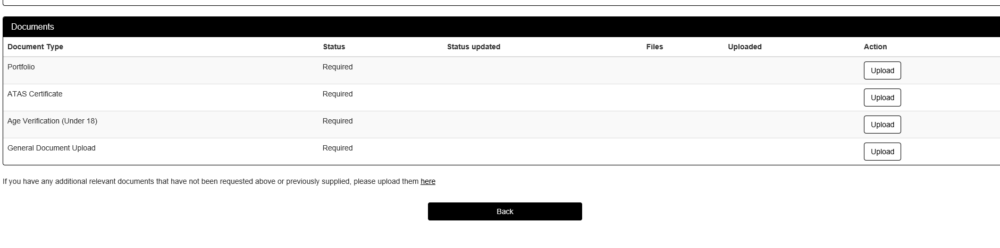 Documents
Document Type Status Status updated Files Uploaded Action
Portfolio Required Upload
ATAS Certificate Required Upload
Age Verification (Under 18) Required Upload
General Document Upload Required Upload
If you have any additional relevant documents that have not been requested above or previously supplied, please upload them here
Back